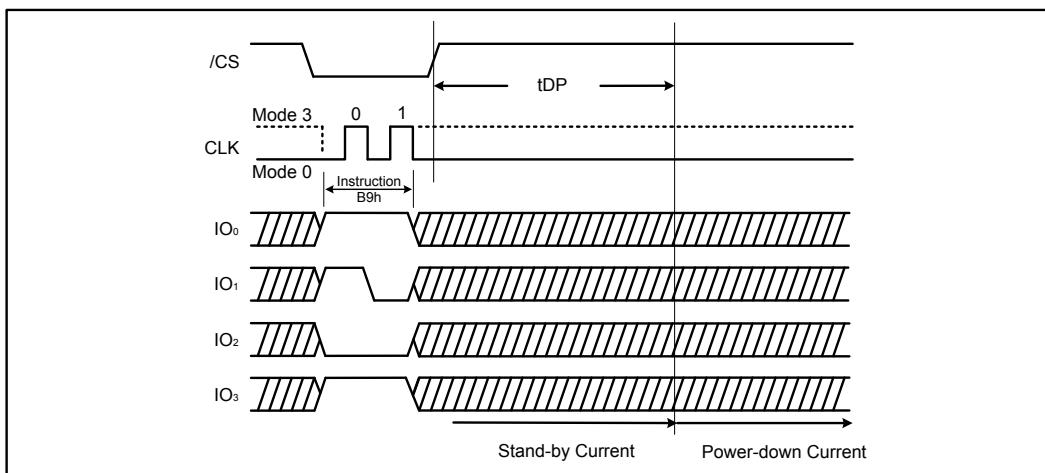 /CS
tDP
Mode 3
0
1
CLK
Mode 0
Instruction
B9h
IO₀
IO₁
IO₂
IO₃
Stand-by Current
Power-down Current